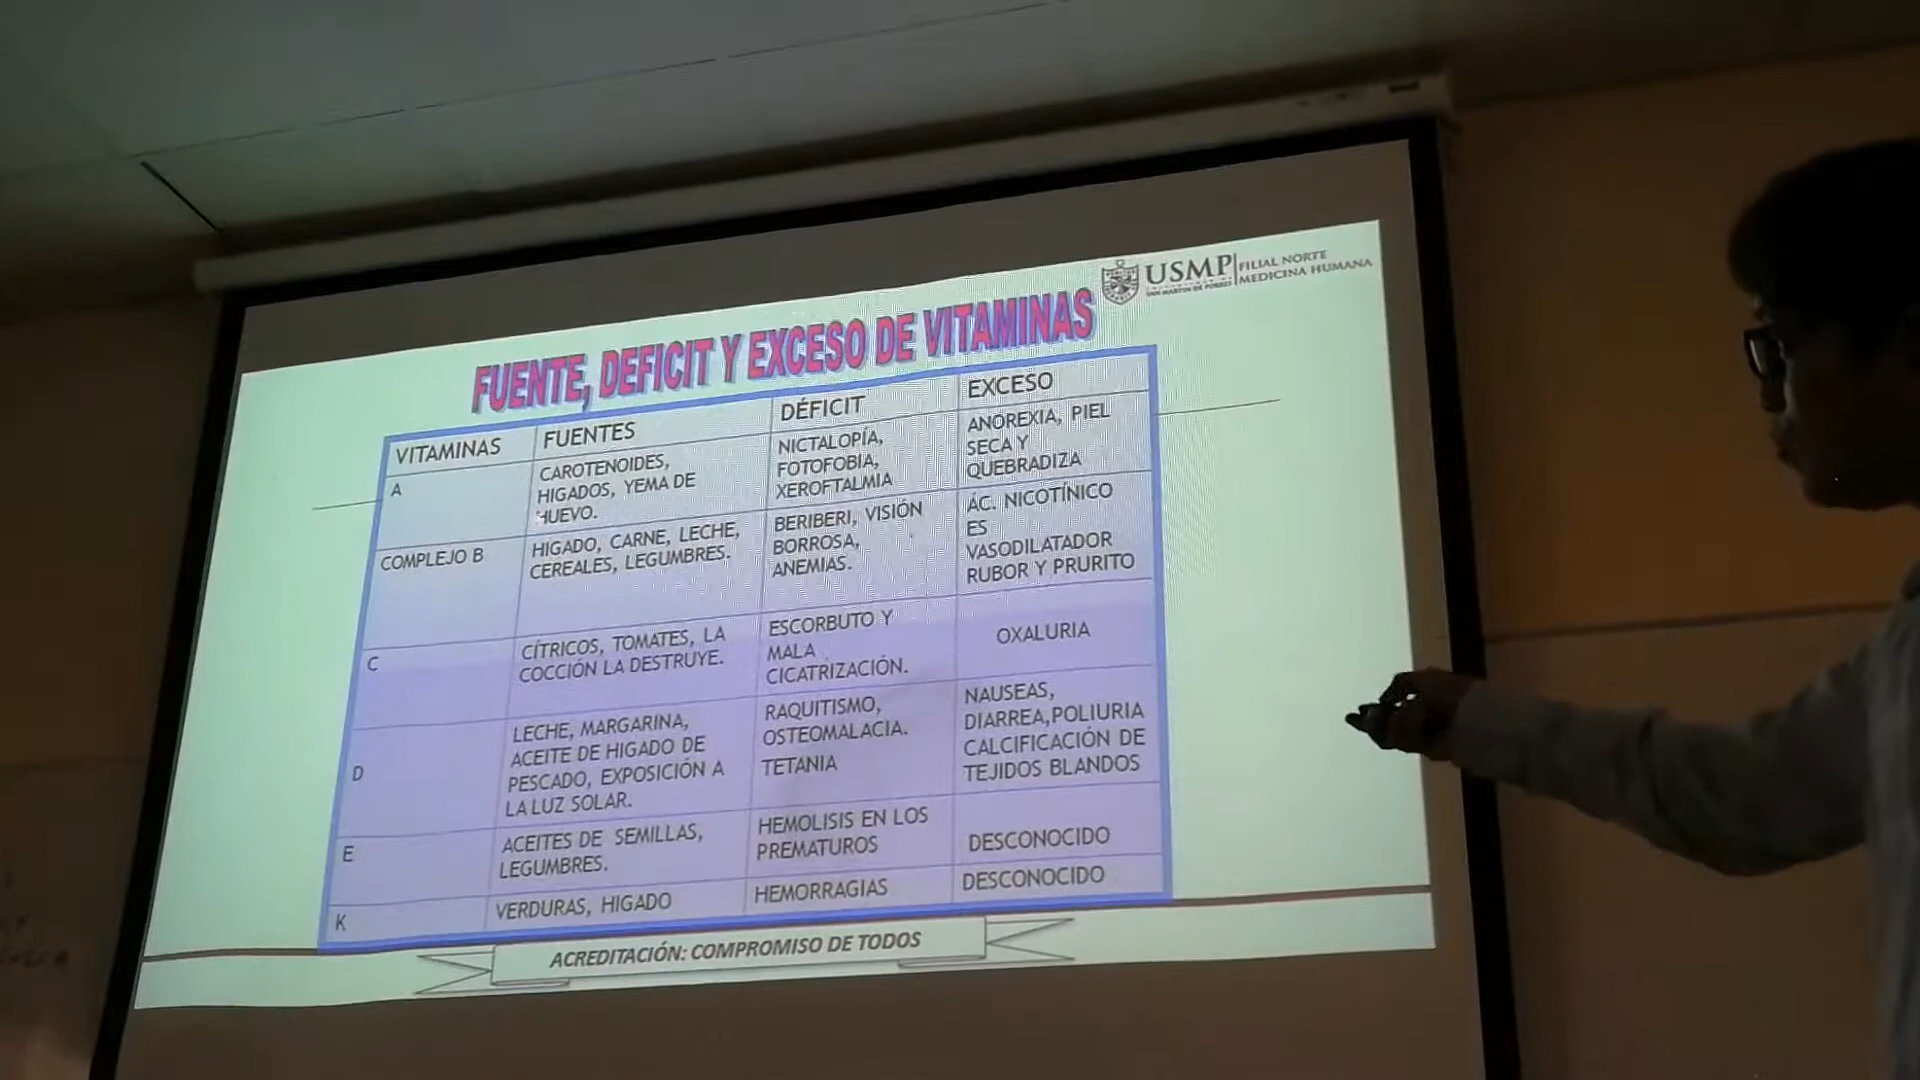 USMP
FILIAL NORTE
MEDICINA HUMANA
SAN MARTIN DE PORRES
FUENTE, DEFICIT Y EXCESO DE VITAMINAS
VITAMINAS
FUENTES
DÉFICIT
EXCESO
A
CAROTENOIDES,
HIGADOS, YEMA DE
HUEVO.
NICTALOPÍA,
FOTOFOBIA,
XEROFTALMIA
ANOREXIA, PIEL
SECA Y
QUEBRADIZA
COMPLEJO B
HIGADO, CARNE, LECHE,
CEREALES, LEGUMBRES.
BERIBERI, VISIÓN
BORROSA,
ANEMIAS.
ÁC. NICOTÍNICO
ES
VASODILATADOR
RUBOR Y PRURITO
C
CÍTRICOS, TOMATES, LA
COCCIÓN LA DESTRUYE.
ESCORBUTO Y
MALA
CICATRIZACIÓN.
OXALURIA
D
LECHE, MARGARINA,
ACEITE DE HIGADO DE
PESCADO, EXPOSICIÓN A
LA LUZ SOLAR.
RAQUITISMO,
OSTEOMALACIA.
TETANIA
NAUSEAS,
DIARREA,POLIURIA
CALCIFICACIÓN DE
TEJIDOS BLANDOS
E
ACEITES DE SEMILLAS,
LEGUMBRES.
HEMOLISIS EN LOS
PREMATUROS
DESCONOCIDO
K
VERDURAS, HIGADO
HEMORRAGIAS
DESCONOCIDO
ACREDITACIÓN: COMPROMISO DE TODOS